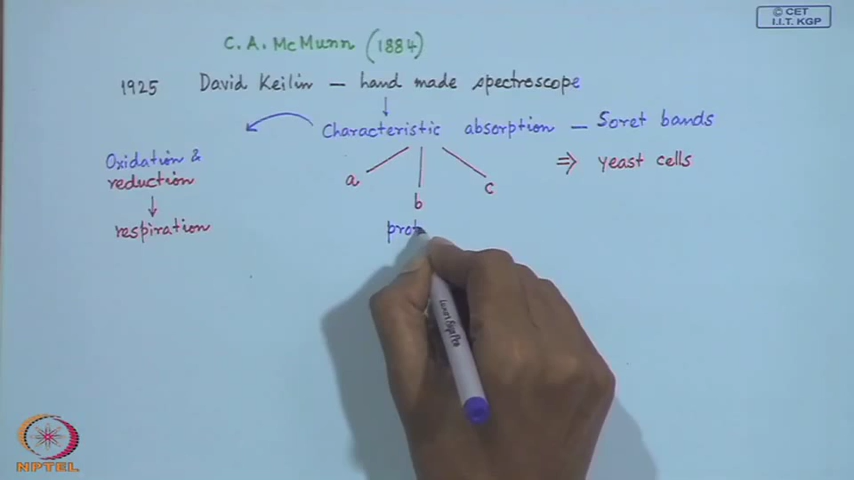 © CET
I.I.T. KGP
C. A. McMunn (1884)
1925 David Keilin – hand made spectroscope
Characteristic absorption – Soret bands
Oxidation &
reduction
⇒ yeast cells
a
c
b
respiration
prot
NPTEL